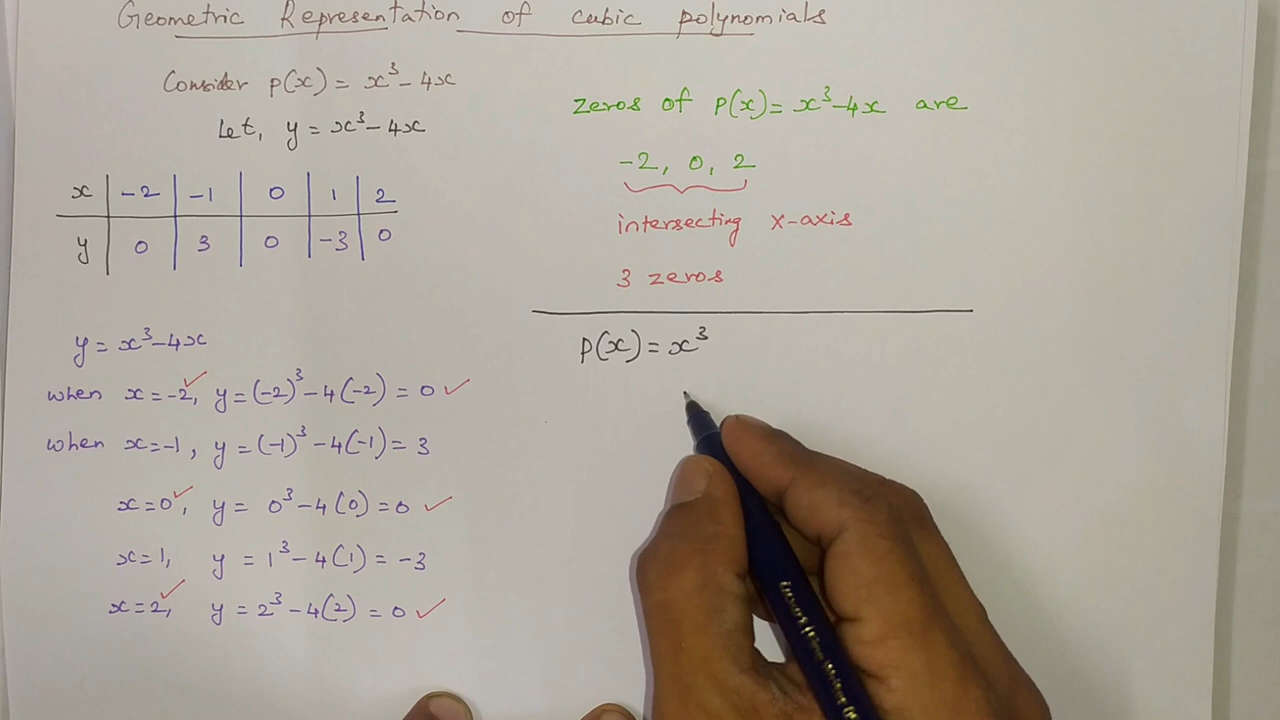 Geometric Representation of cubic polynomials
Consider p(x) = x³ - 4x
Let, y = x³ - 4x
x | -2 | -1 | 0 | 1 | 2
y | 0 | 3 | 0 | -3 | 0
y = x³ - 4x
when x = -2, y = (-2)³ - 4(-2) = 0 ✓
when x = -1, y = (-1)³ - 4(-1) = 3
x = 0, y = 0³ - 4(0) = 0 ✓
x = 1, y = 1³ - 4(1) = -3
x = 2, y = 2³ - 4(2) = 0 ✓
zeros of p(x) = x³ - 4x are
-2, 0, 2
intersecting x-axis
3 zeros
p(x) = x³